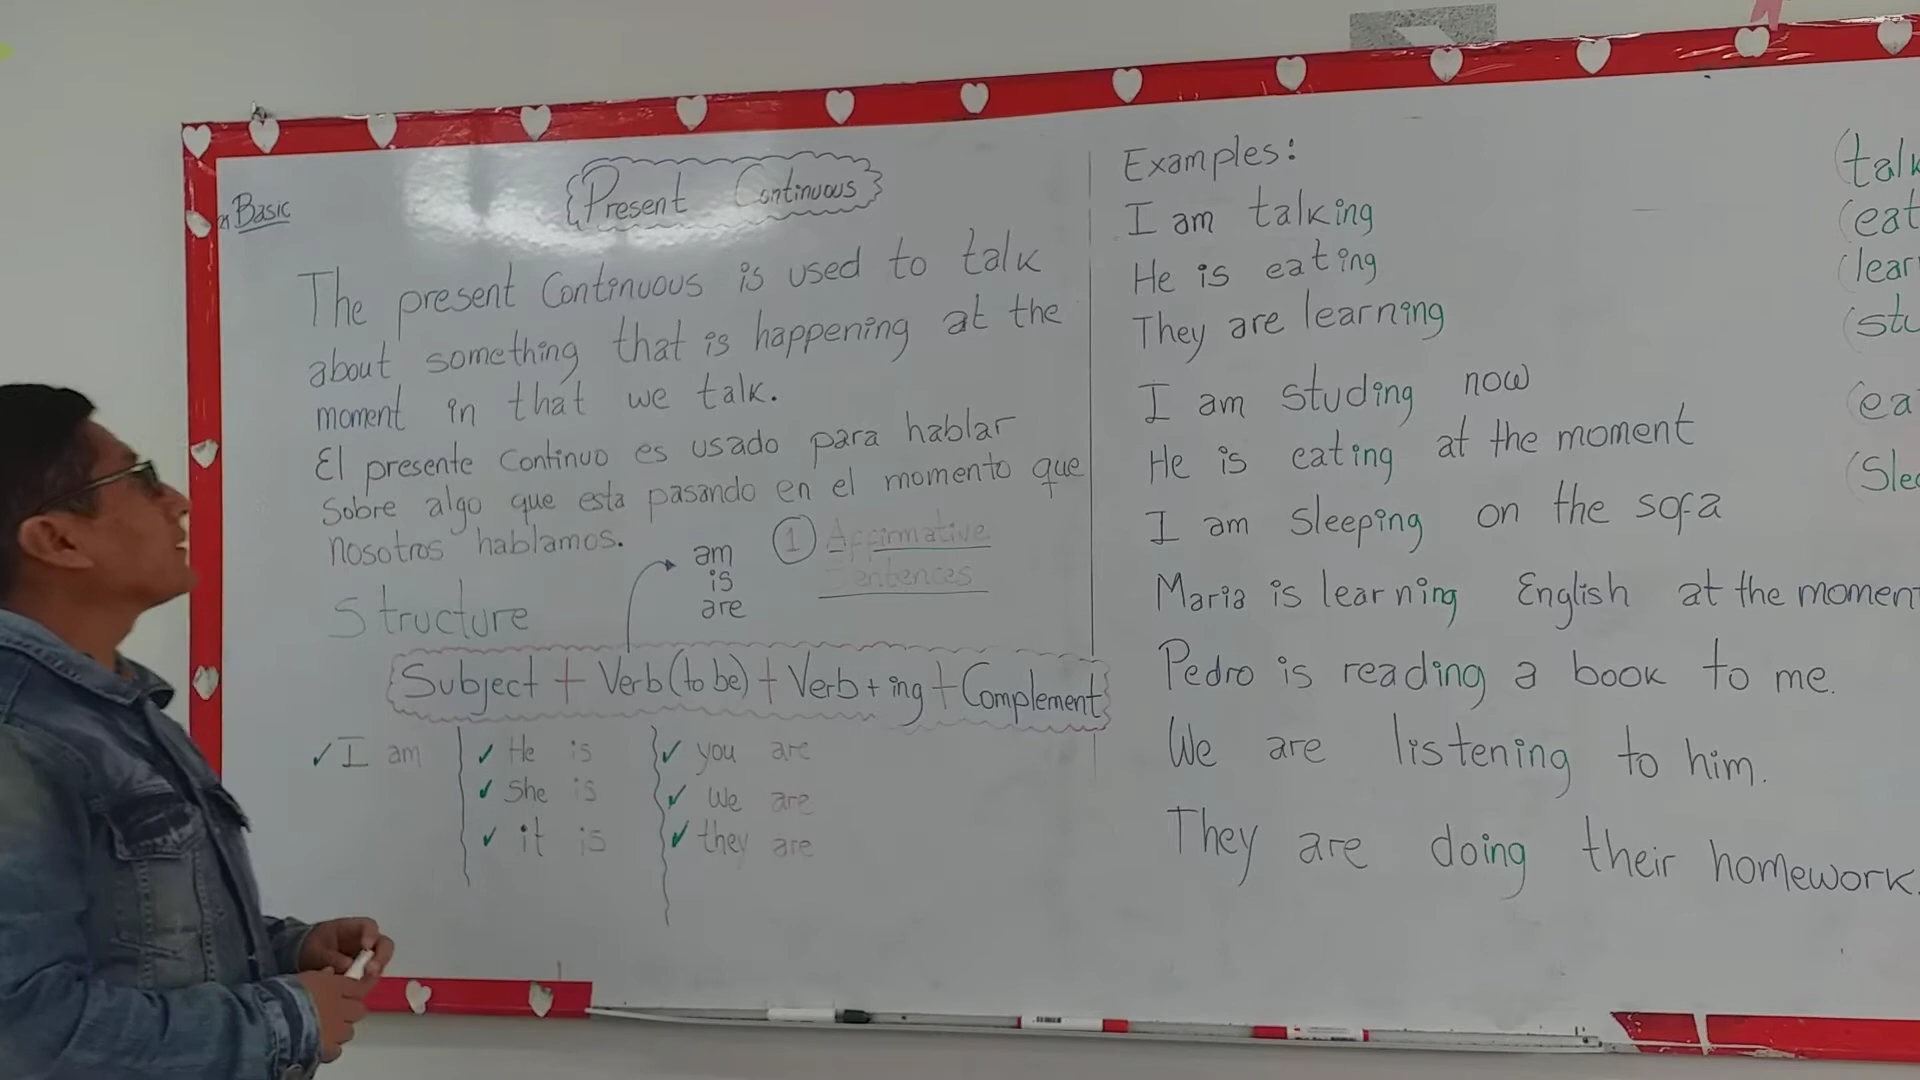 Basic
Present Continuous
The present Continuous is used to talk
about something that is happening at the
moment in that we talk.
El presente continuo es usado para hablar
Sobre algo que esta pasando en el momento que
nosotros hablamos.
1 Affirmative
Sentences
am
is
are
Structure
Subject + Verb (to be) + Verb + ing + Complement
✓ I am
✓ He is
✓ She is
✓ it is
✓ you are
✓ We are
✓ they are
Examples:
I am talking
He is eating
They are learning
I am studing now
He is eating at the moment
I am Sleeping on the sofa
Maria is learning English at the moment
Pedro is reading a book to me.
We are listening to him.
They are doing their homework.